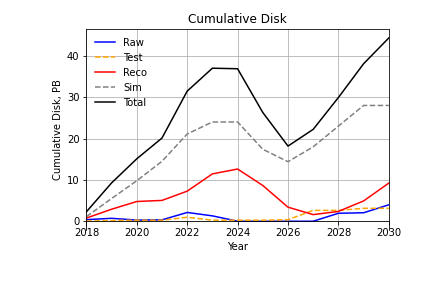 Cumulative Disk
Cumulative Disk, PB
40
30
20
10
0
Raw
Test
Reco
Sim
Total
2018 2020 2022 2024 2026 2028 2030
Year